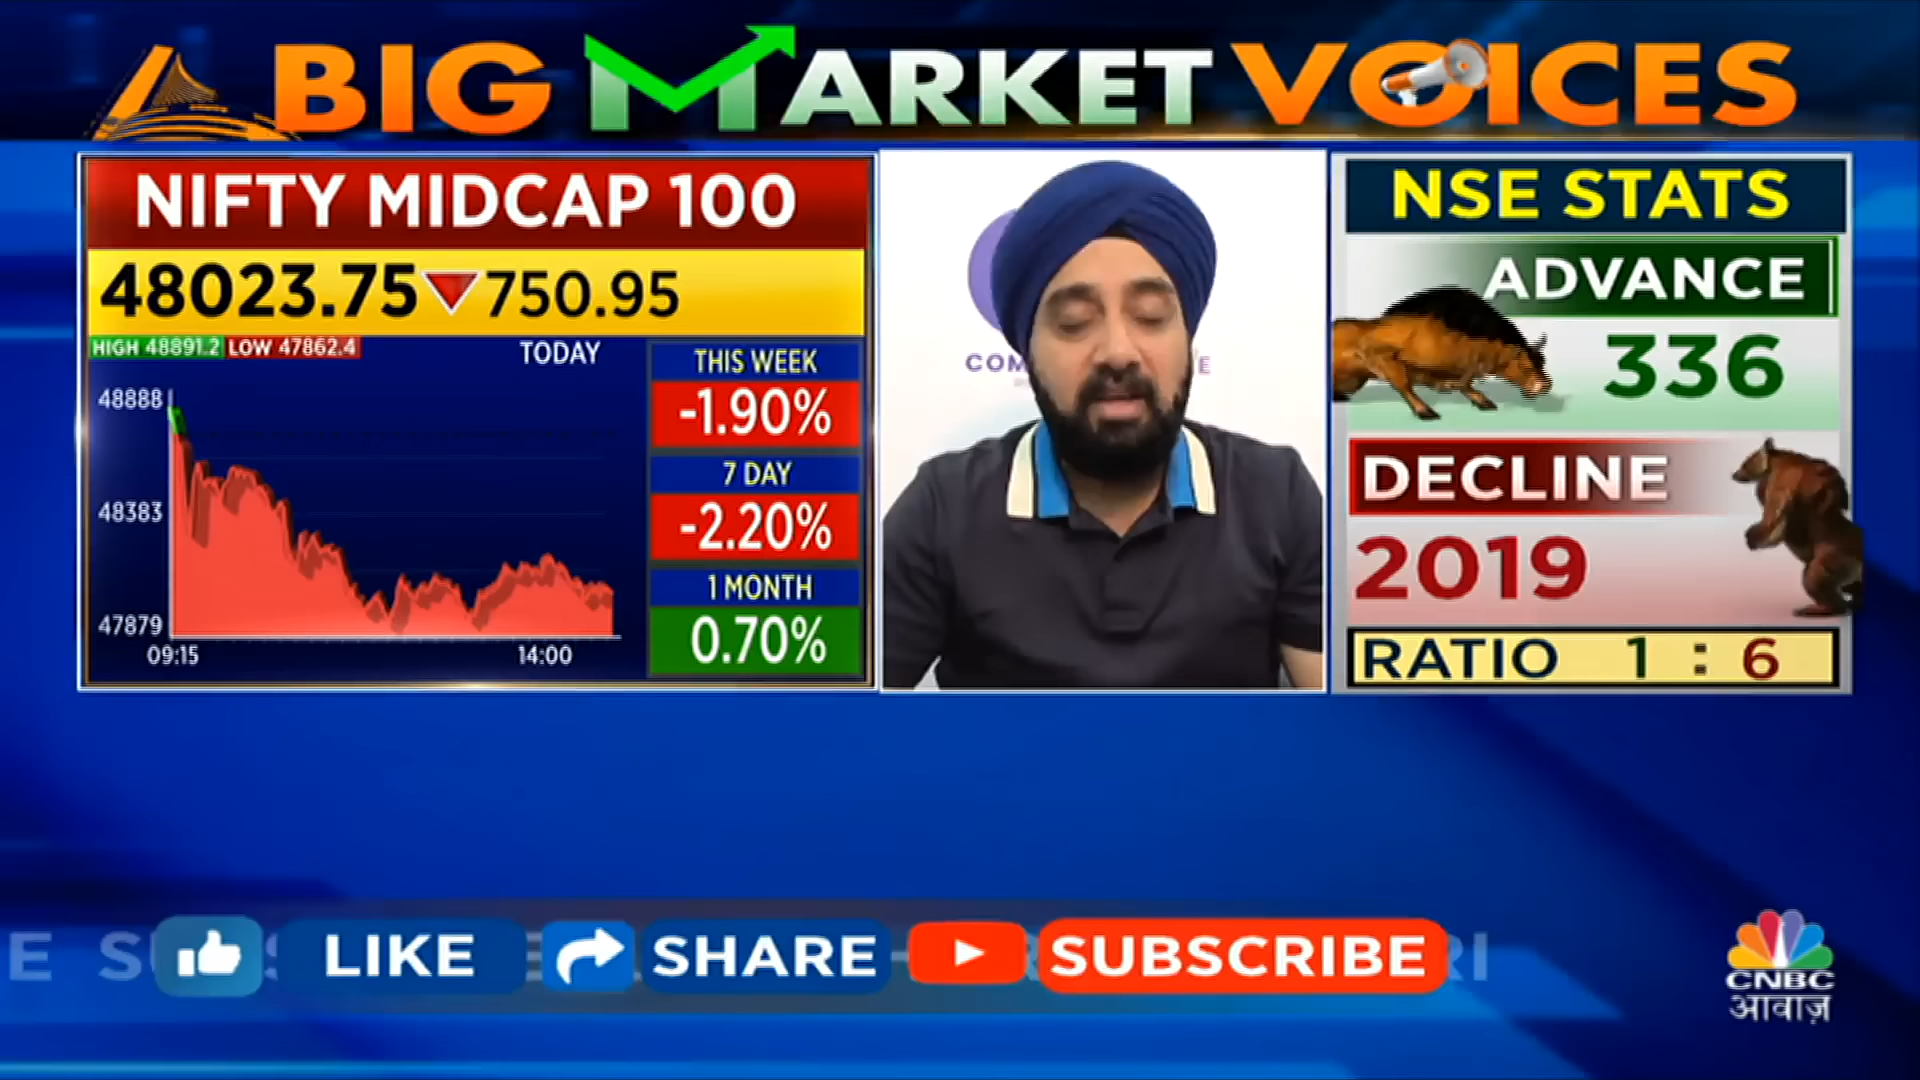 BIG MARKET VOICES
NIFTY MIDCAP 100
48023.75 ▼ 750.95
HIGH 48891.2 LOW 47862.4
TODAY
48888
48383
47879
09:15 14:00
THIS WEEK
-1.90%
7 DAY
-2.20%
1 MONTH
0.70%
COM
E
NSE STATS
ADVANCE
336
DECLINE
2019
RATIO 1 : 6
LIKE SHARE SUBSCRIBE
CNBC
आवाज़